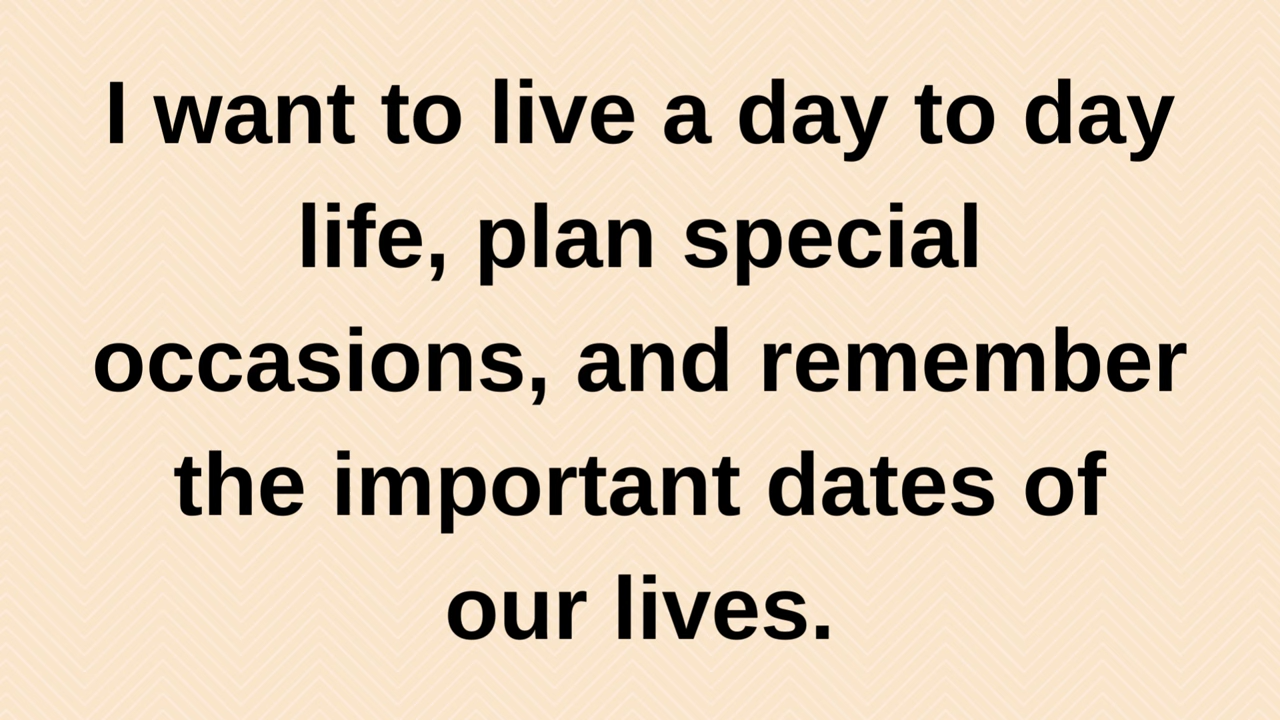 I want to live a day to day
life, plan special
occasions, and remember
the important dates of
our lives.